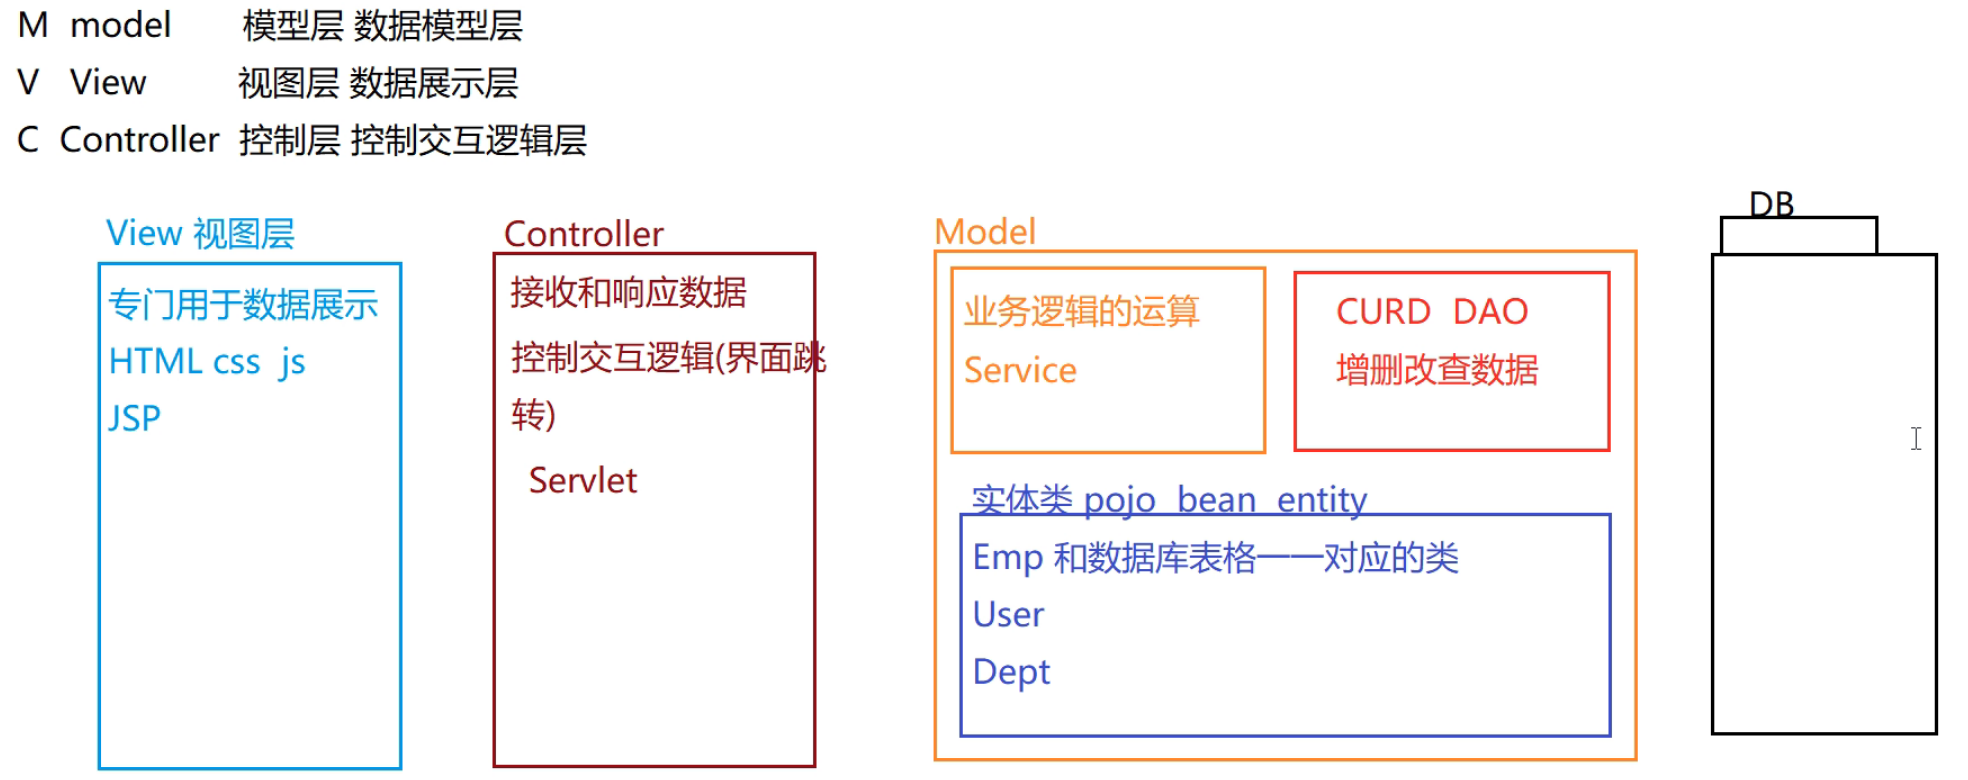 M model 模型层 数据模型层
V View 视图层 数据展示层
C Controller 控制层 控制交互逻辑层
View 视图层
专门用于数据展示
HTML css js
JSP
Controller
接收和响应数据
控制交互逻辑(界面跳
转)
Servlet
Model
业务逻辑的运算
Service
CURD DAO
增删改查数据
实体类 pojo bean entity
Emp 和数据库表格一一对应的类
User
Dept
DB